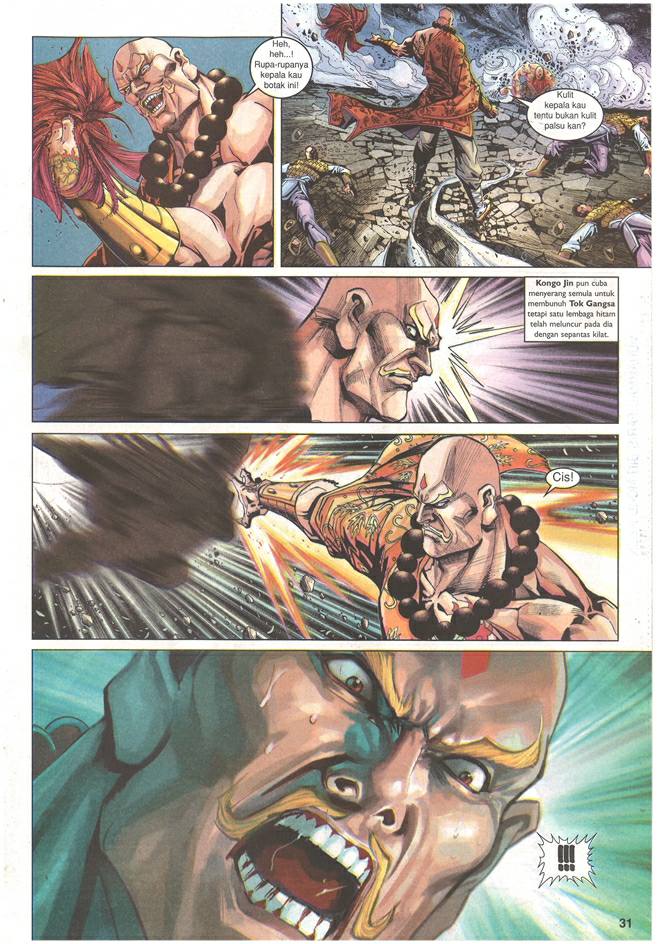 Heh,
heh...!
Rupa-rupanya
kepala kau
botak ini!
Kulit
kepala kau
tentu bukan kulit
palsu kan?
Kongo Jin pun cuba
menyerang semula untuk
membunuh Tok Gangsa
tetapi satu lembaga hitam
telah meluncur pada dia
dengan sepantas kilat.
Cis!
!!!
31